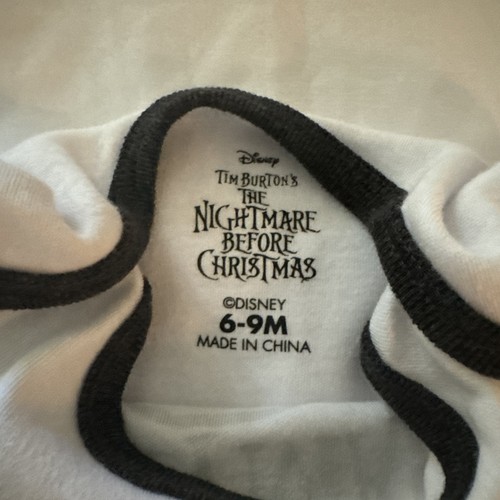 Disney
TIM BURTON'S
THE
NIGHTMARE
BEFORE
CHRISTMAS
©DISNEY
6-9M
MADE IN CHINA